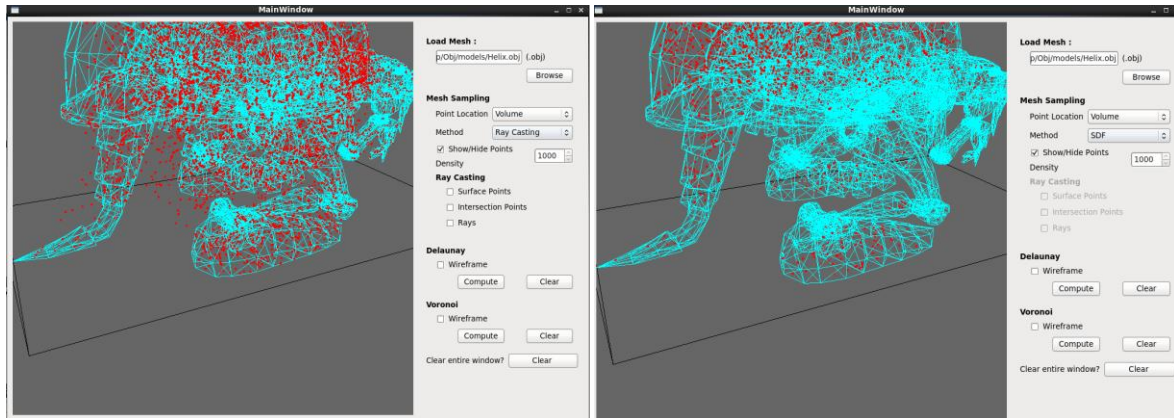 MainWindow
Load Mesh :
p/Obj/models/Helix.obj (.obj)
Browse
Mesh Sampling
Point Location Volume
Method Ray Casting
Show/Hide Points
Density 1000
Ray Casting
Surface Points
Intersection Points
Rays
Delaunay
Wireframe
Compute Clear
Voronoi
Wireframe
Compute Clear
Clear entire window? Clear
MainWindow
Load Mesh :
p/Obj/models/Helix.obj (.obj)
Browse
Mesh Sampling
Point Location Volume
Method SDF
Show/Hide Points
Density 1000
Ray Casting
Surface Points
Intersection Points
Rays
Delaunay
Wireframe
Compute Clear
Voronoi
Wireframe
Compute Clear
Clear entire window? Clear